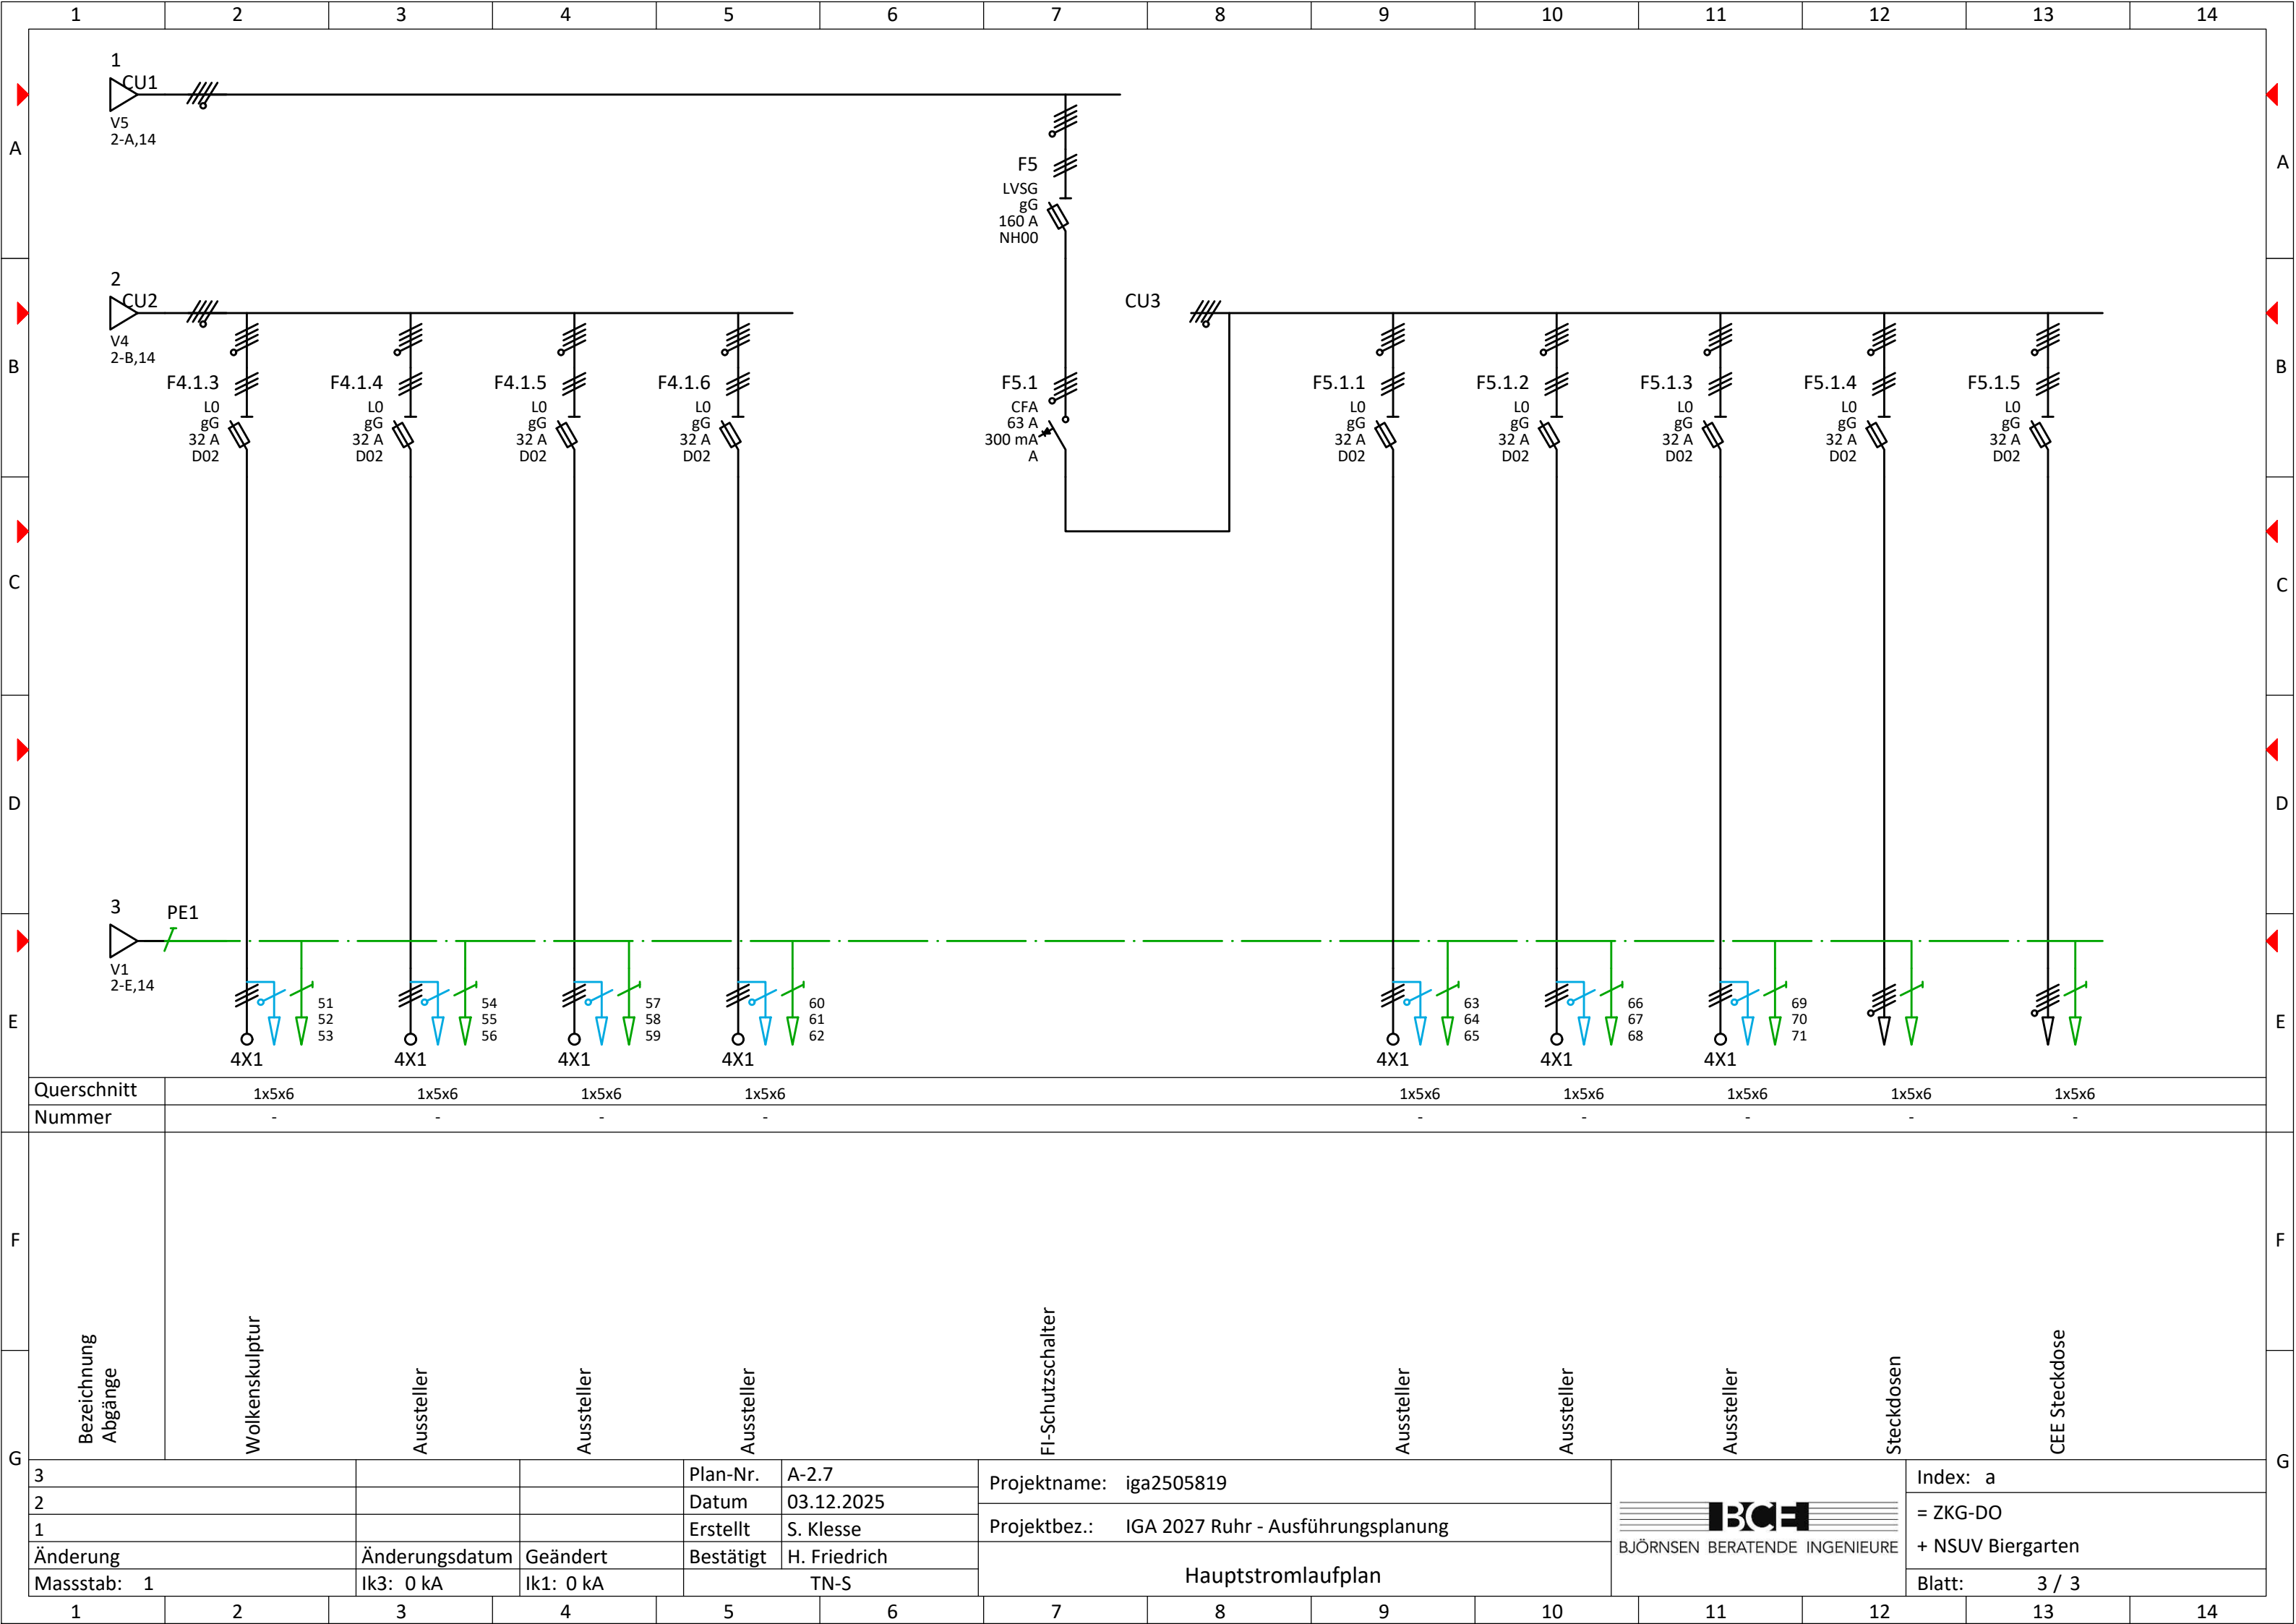 1 2 3 4 5 6 7 8 9 10 11 12 13 14
1
CU1
V5
2-A,14
A
A
F5
LVSG
gG
160 A
NH00
2
CU2
V4
2-B,14
CU3
B
B
F4.1.3
L0
gG
32 A
D02
F4.1.4
L0
gG
32 A
D02
F4.1.5
L0
gG
32 A
D02
F4.1.6
L0
gG
32 A
D02
F5.1
CFA
63 A
300 mA
A
F5.1.1
L0
gG
32 A
D02
F5.1.2
L0
gG
32 A
D02
F5.1.3
L0
gG
32 A
D02
F5.1.4
L0
gG
32 A
D02
F5.1.5
L0
gG
32 A
D02
C
C
D
D
3
PE1
V1
2-E,14
E
E
51
52
53
4X1
54
55
56
4X1
57
58
59
4X1
60
61
62
4X1
63
64
65
4X1
66
67
68
4X1
69
70
71
4X1
Querschnitt 1x5x6 1x5x6 1x5x6 1x5x6 1x5x6 1x5x6 1x5x6 1x5x6 1x5x6
Nummer - - - - - - - - -
F
F
Bezeichnung
Abgänge
Wolkenskulptur
Aussteller
Aussteller
Aussteller
FI-Schutzschalter
Aussteller
Aussteller
Aussteller
Steckdosen
CEE Steckdose
G
G
3
2
1
Änderung Änderungsdatum Geändert
Massstab: 1 Ik3: 0 kA Ik1: 0 kA
Plan-Nr. A-2.7
Datum 03.12.2025
Erstellt S. Klesse
Bestätigt H. Friedrich
TN-S
Projektname: iga2505819
Projektbez.: IGA 2027 Ruhr - Ausführungsplanung
Hauptstromlaufplan
BCE
BJÖRNSEN BERATENDE INGENIEURE
Index: a
= ZKG-DO
+ NSUV Biergarten
Blatt: 3 / 3
1 2 3 4 5 6 7 8 9 10 11 12 13 14